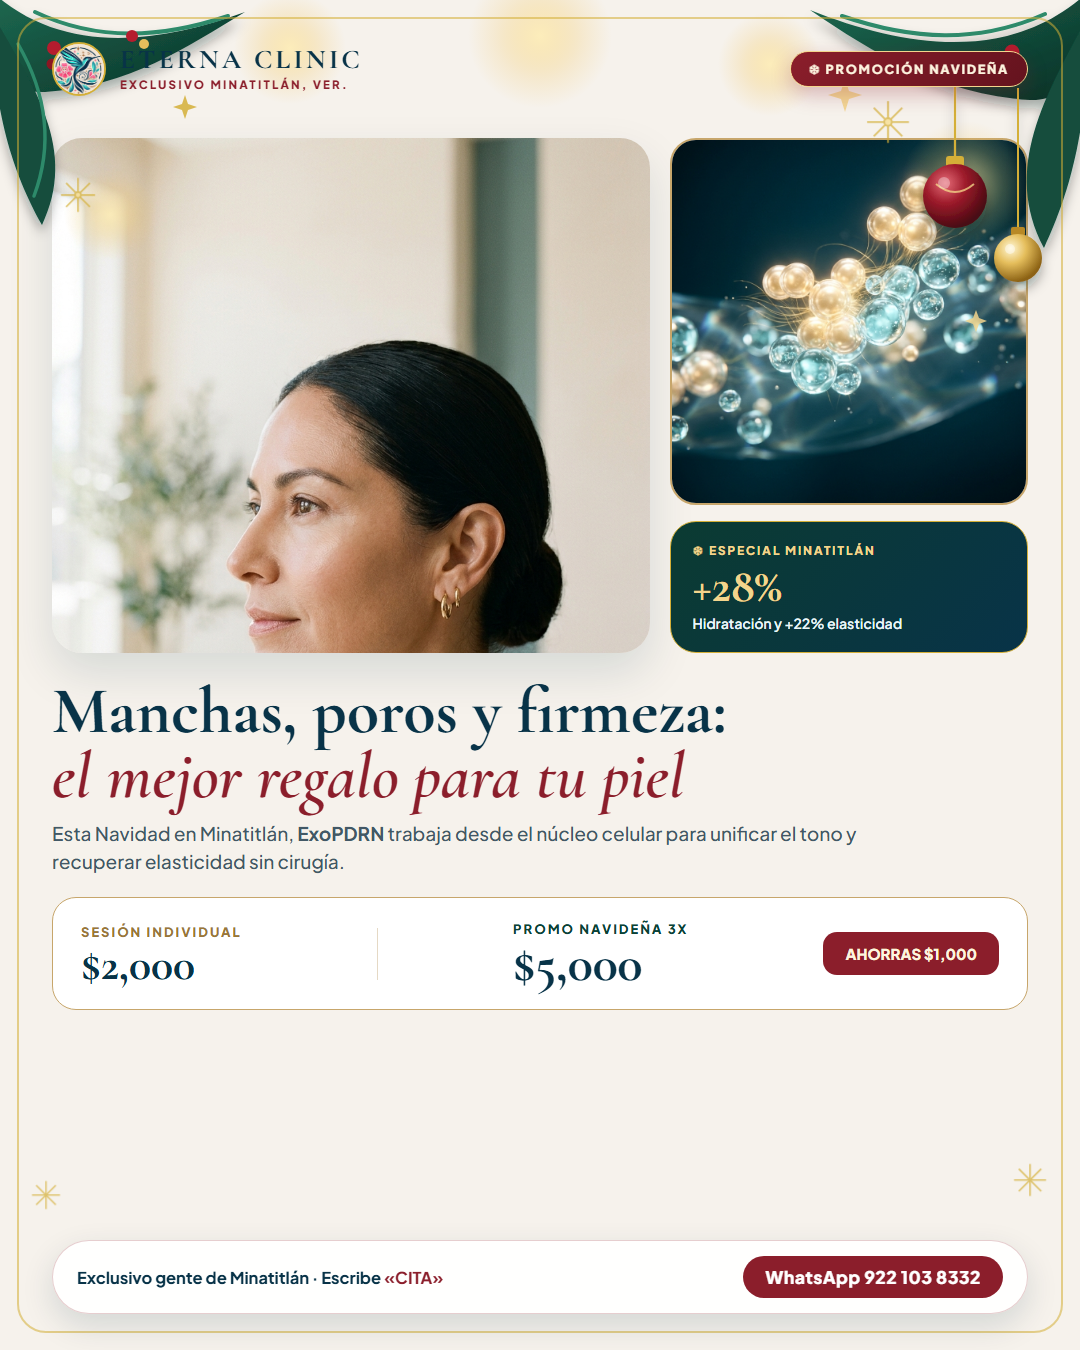 ETERNA CLINIC
EXCLUSIVO MINATITLÁN, VER.
❄ PROMOCIÓN NAVIDEÑA
❄ ESPECIAL MINATITLÁN
+28%
Hidratación y +22% elasticidad
Manchas, poros y firmeza:
el mejor regalo para tu piel
Esta Navidad en Minatitlán, ExoPDRN trabaja desde el núcleo celular para unificar el tono y
recuperar elasticidad sin cirugía.
SESIÓN INDIVIDUAL
$2,000
PROMO NAVIDEÑA 3X
$5,000
AHORRAS $1,000
Exclusivo gente de Minatitlán · Escribe «CITA»
WhatsApp 922 103 8332